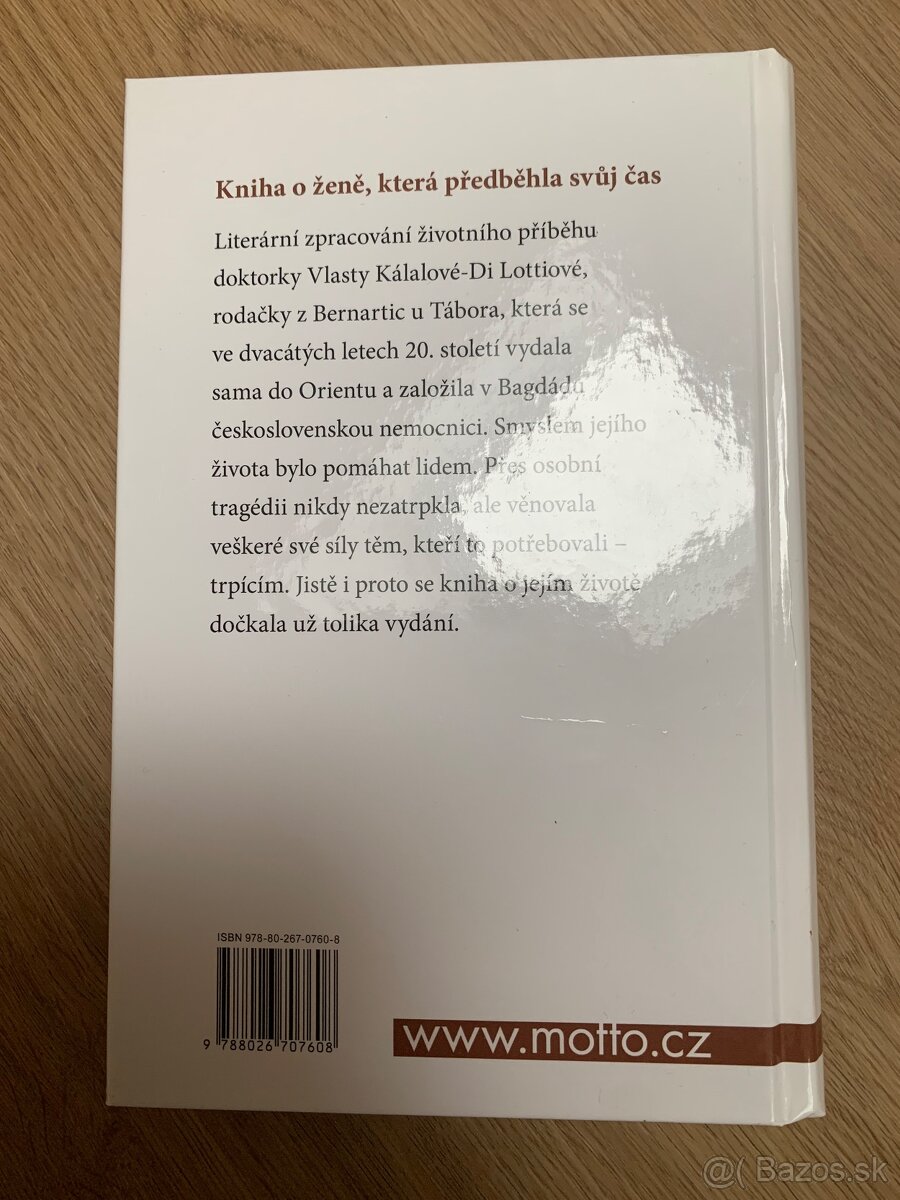 Kniha o ženě, která předběhla svůj čas
Literární zpracování životního příběhu
doktorky Vlasty Kálalové-Di Lottiové,
rodačky z Bernartic u Tábora, která se
ve dvacátých letech 20. století vydala
sama do Orientu a založila v Bagdádu
československou nemocnici. Smyslem jejího
života bylo pomáhat lidem. Přes osobní
tragédii nikdy nezatrpkla, ale věnovala
veškeré své síly těm, kteří to potřebovali –
trpícím. Jistě i proto se kniha o jejím životě
dočkala už tolika vydání.
ISBN 978-80-267-0760-8
9 788026 707608
www.motto.cz
@( Bazos.sk